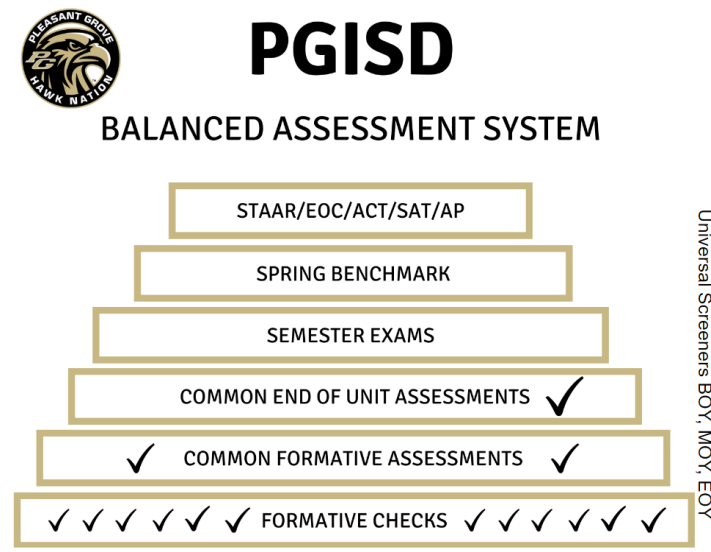 PLEASANT GROVE
PG
HAWK NATION
PGISD
BALANCED ASSESSMENT SYSTEM
STAAR/EOC/ACT/SAT/AP
SPRING BENCHMARK
SEMESTER EXAMS
COMMON END OF UNIT ASSESSMENTS
COMMON FORMATIVE ASSESSMENTS
FORMATIVE CHECKS
Universal Screeners BOY, MOY, EOY